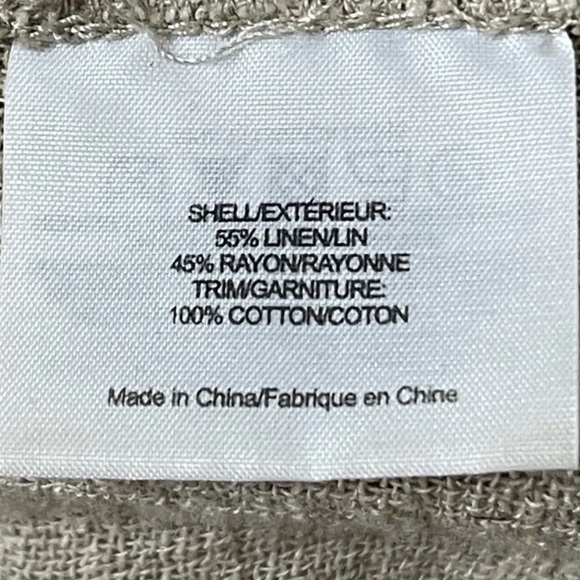 SHELL/EXTÉRIEUR:
55% LINEN/LIN
45% RAYON/RAYONNE
TRIM/GARNITURE:
100% COTTON/COTON
Made in China/Fabrique en Chine